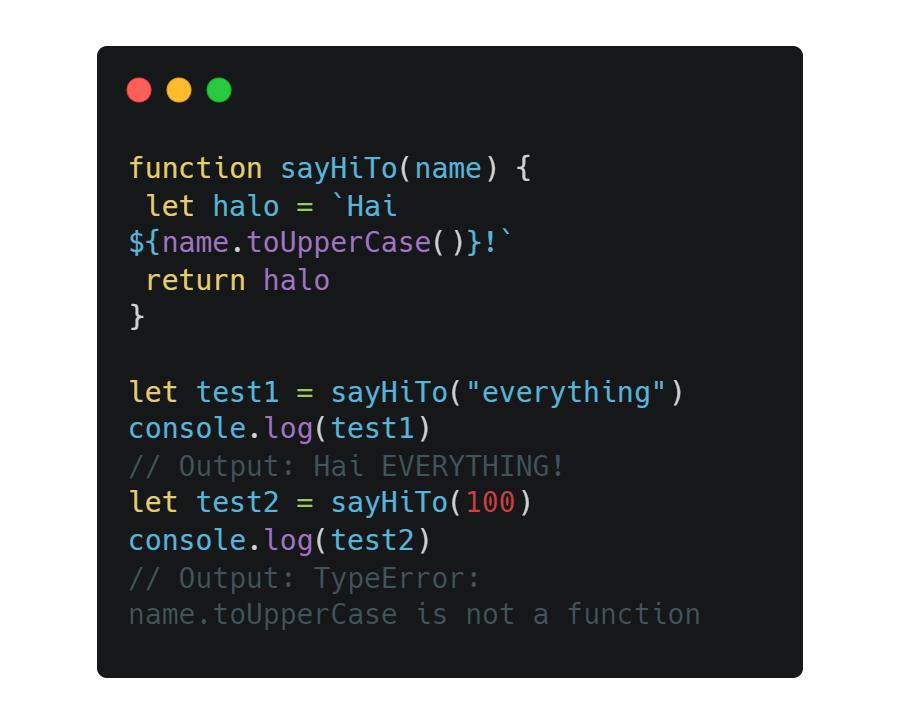 function sayHiTo(name) {
 let halo = `Hai
${name.toUpperCase()}!`
 return halo
}

let test1 = sayHiTo("everything")
console.log(test1)
// Output: Hai EVERYTHING!
let test2 = sayHiTo(100)
console.log(test2)
// Output: TypeError:
name.toUpperCase is not a function